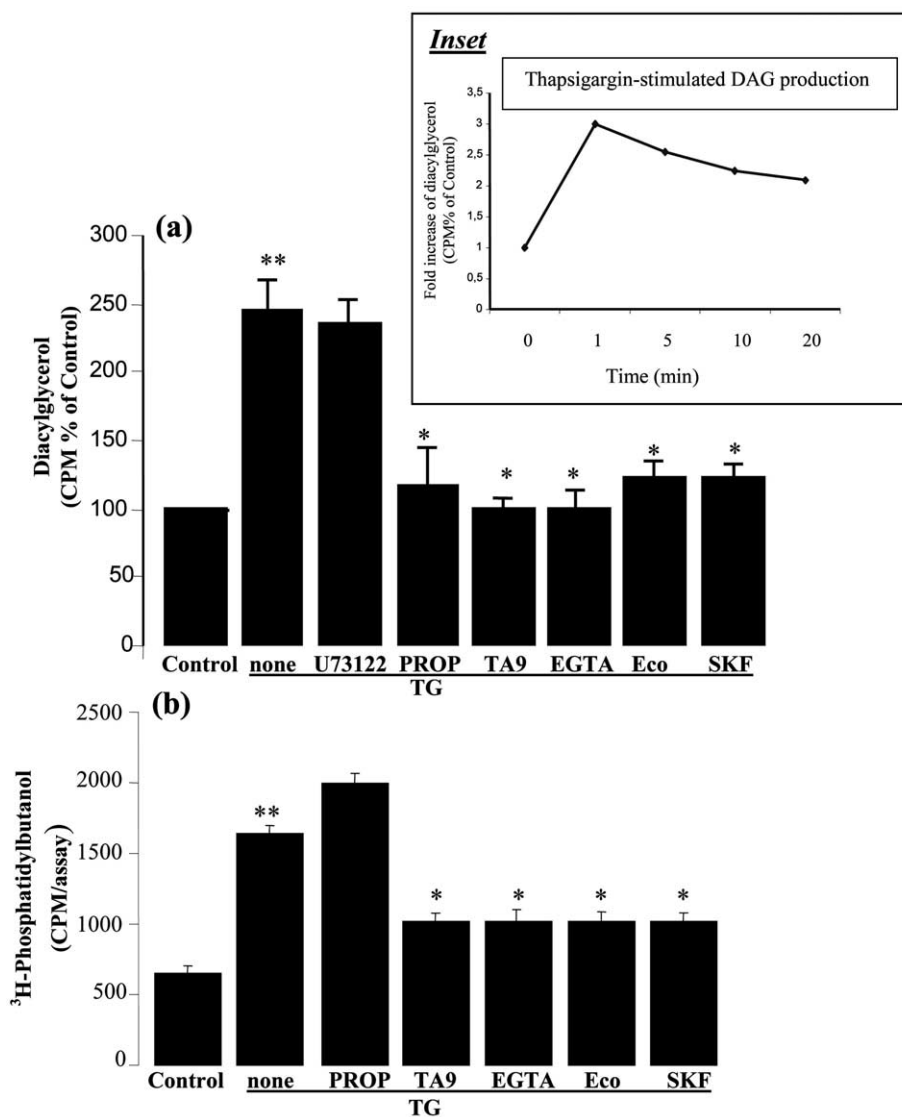 Inset
Thapsigargin-stimulated DAG production
Fold increase of diacylglycerol
(CPM% of Control)
3,5
3
2,5
2
1,5
1
0,5
0
0 1 5 10 20
Time (min)
(a)
Diacylglycerol
(CPM % of Control)
300
250
200
150
100
50
0
**
*
*
*
*
*
Control none U73122 PROP TA9 EGTA Eco SKF
TG
(b)
³H-Phosphatidylbutanol
(CPM/assay)
2500
2000
1500
1000
500
0
**
*
*
*
*
Control none PROP TA9 EGTA Eco SKF
TG